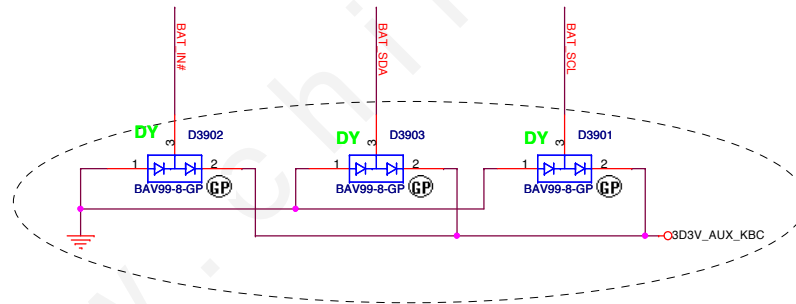 BAT_IN#
BAT_SDA
BAT_SCL
DY
3
D3902
DY
3
D3903
DY
3
D3901
1
2
1
2
1
2
BAV99-8-GP
GP
BAV99-8-GP
GP
BAV99-8-GP
GP
3D3V_AUX_KBC
w . c h i